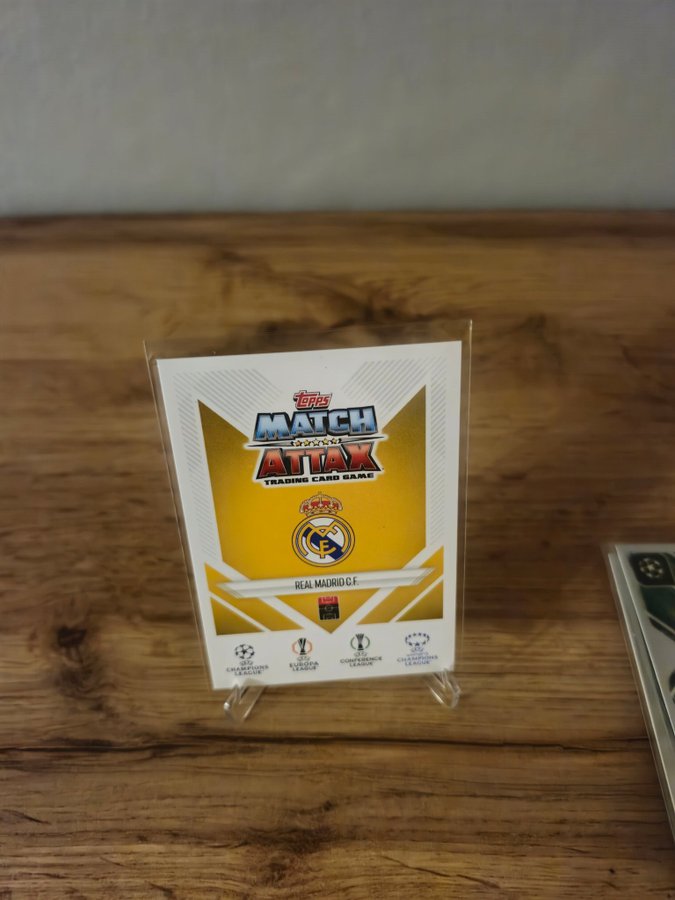 Topps
MATCH
ATTAX
TRADING CARD GAME
REAL MADRID C.F.
CHAMPIONS
LEAGUE
EUROPA
LEAGUE
CONFERENCE
LEAGUE
CHAMPIONS
LEAGUE